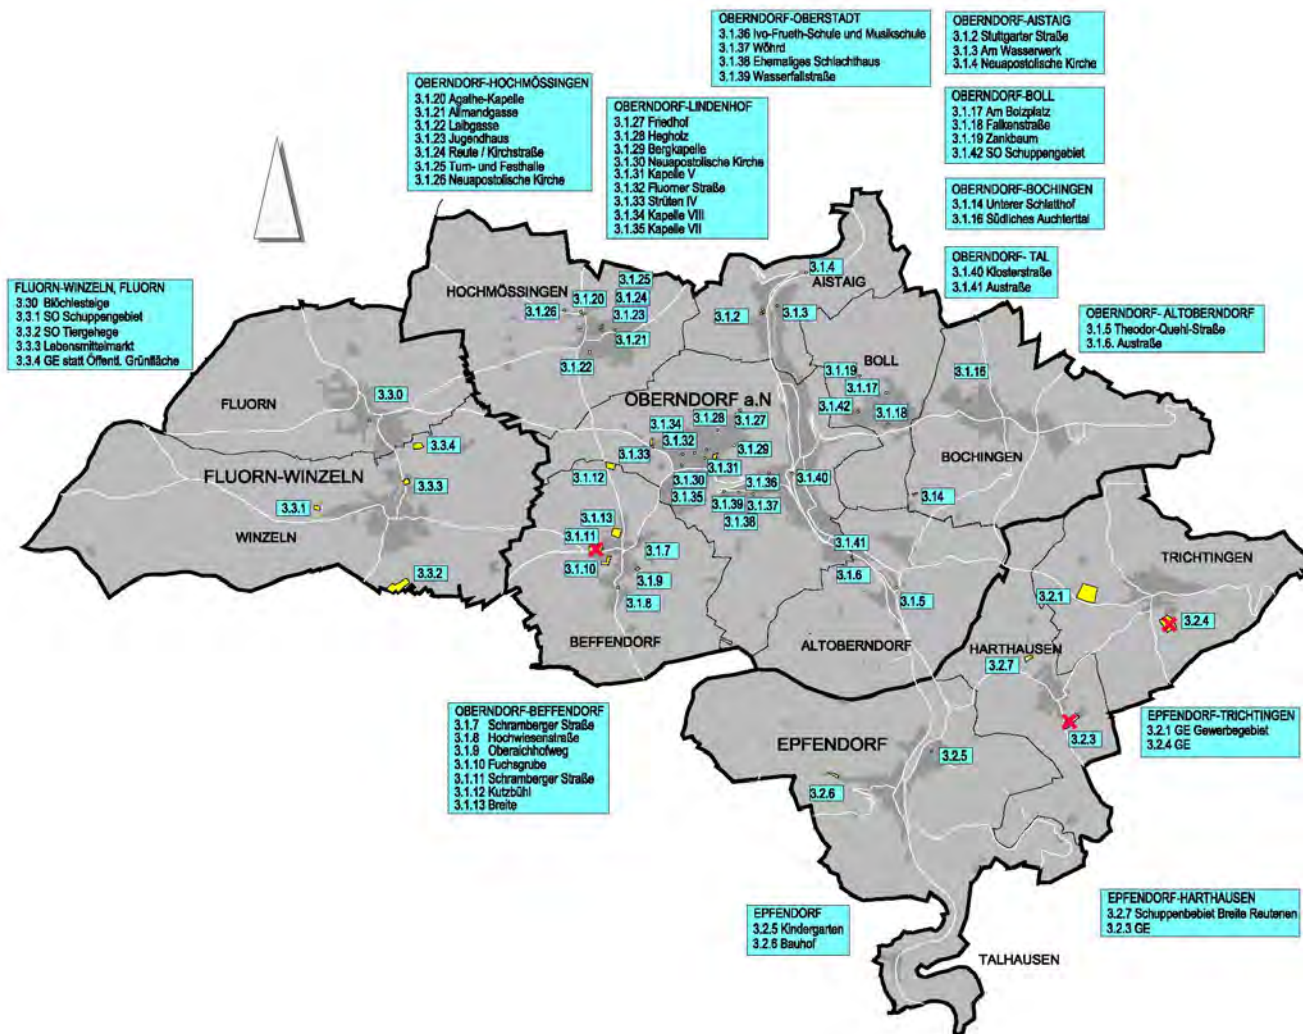 OBERNDORF-OBERSTADT
3.1.36 Ivo-Frueth-Schule und Musikschule
3.1.37 Wöhrd
3.1.38 Ehemaliges Schlachthaus
3.1.39 Wasserfallstraße
OBERNDORF-AISTAIG
3.1.2 Stuttgarter Straße
3.1.3 Am Wasserwerk
3.1.4 Neuapostolische Kirche
OBERNDORF-HOCHMÖSSINGEN
3.1.20 Agathe-Kapelle
3.1.21 Allmandgasse
3.1.22 Laibgasse
3.1.23 Jugendhaus
3.1.24 Reute / Kirchstraße
3.1.25 Turn- und Festhalle
3.1.26 Neuapostolische Kirche
OBERNDORF-LINDENHOF
3.1.27 Friedhof
3.1.28 Hegholz
3.1.29 Bergkapelle
3.1.30 Neuapostolische Kirche
3.1.31 Kapelle V
3.1.32 Fluorner Straße
3.1.33 Strüten IV
3.1.34 Kapelle VIII
3.1.35 Kapelle VII
OBERNDORF-BOLL
3.1.17 Am Bolzplatz
3.1.18 Falkenstraße
3.1.19 Zankbaum
3.1.42 SO Schuppengebiet
OBERNDORF-BOCHINGEN
3.1.14 Unterer Schlatthof
3.1.16 Südliches Auchterttal
OBERNDORF- TAL
3.1.40 Klosterstraße
3.1.41 Austraße
FLUORN-WINZELN, FLUORN
3.30 Blöchlesteige
3.3.1 SO Schuppengebiet
3.3.2 SO Tiergehege
3.3.3 Lebensmittelmarkt
3.3.4 GE statt Öffentl. Grünfläche
OBERNDORF- ALTOBERNDORF
3.1.5 Theodor-Quehl-Straße
3.1.6. Austraße
HOCHMÖSSINGEN
3.1.25
3.1.20
3.1.24
3.1.26
3.1.23
3.1.21
3.1.22
3.1.4
AISTAIG
3.1.2
3.1.3
BOLL
3.1.19
3.1.17
3.1.42
3.1.18
3.1.16
BOCHINGEN
3.14
FLUORN
3.3.0
3.3.4
FLUORN-WINZELN
3.3.3
3.3.1
WINZELN
3.3.2
OBERNDORF a.N
3.1.28
3.1.27
3.1.34
3.1.32
3.1.29
3.1.33
3.1.31
3.1.12
3.1.30
3.1.36
3.1.40
3.1.35
3.1.39
3.1.37
3.1.38
3.1.13
3.1.11
3.1.10
3.1.7
3.1.9
3.1.8
BEFFENDORF
3.1.41
3.1.6
3.1.5
ALTOBERNDORF
TRICHTINGEN
3.2.1
3.2.4
HARTHAUSEN
3.2.7
3.2.3
EPFENDORF
3.2.5
3.2.6
OBERNDORF-BEFFENDORF
3.1.7 Schramberger Straße
3.1.8 Hochwiesenstraße
3.1.9 Oberaichhofweg
3.1.10 Fuchsgrube
3.1.11 Schramberger Straße
3.1.12 Kutzbühl
3.1.13 Breite
EPFENDORF-TRICHTINGEN
3.2.1 GE Gewerbegebiet
3.2.4 GE
EPFENDORF
3.2.5 Kindergarten
3.2.6 Bauhof
EPFENDORF-HARTHAUSEN
3.2.7 Schuppenbebiet Breite Reutenen
3.2.3 GE
TALHAUSEN